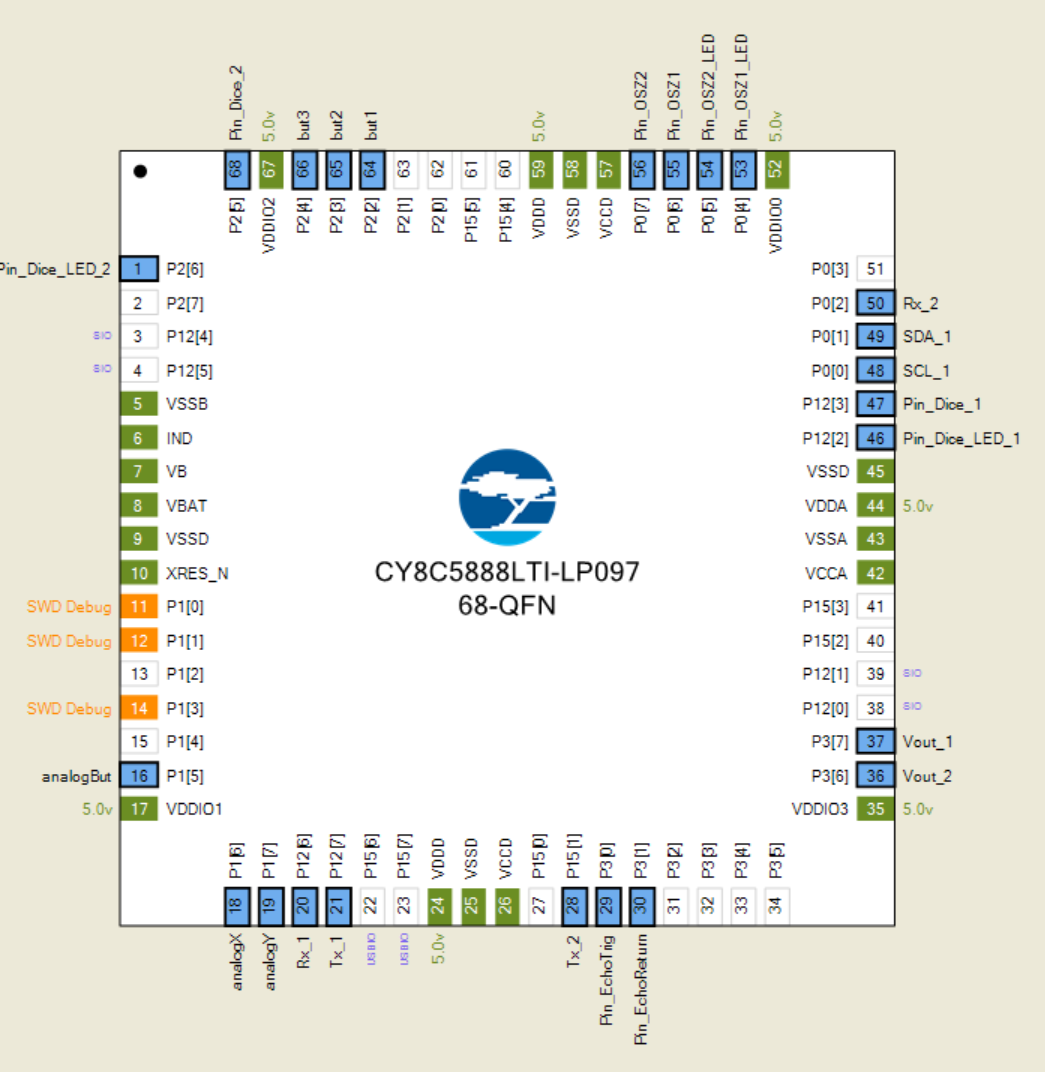 Pin_Dice_2 5.0v but3 but2 but1 5.0v Pin_OSZ2 Pin_OSZ1 Pin_OSZ2_LED Pin_OSZ1_LED 5.0v
68 67 66 65 64 63 62 61 60 59 58 57 56 55 54 53 52
P2[5] VDDIO2 P2[4] P2[3] P2[2] P2[1] P2[0] P15[5] P15[4] VDDD VSSD VCCD P0[7] P0[6] P0[5] P0[4] VDDIO0
Pin_Dice_LED_2 1 P2[6]
2 P2[7]
SIO 3 P12[4]
SIO 4 P12[5]
5 VSSB
6 IND
7 VB
8 VBAT
9 VSSD
10 XRES_N
SWD Debug 11 P1[0]
SWD Debug 12 P1[1]
13 P1[2]
SWD Debug 14 P1[3]
15 P1[4]
analogBut 16 P1[5]
5.0v 17 VDDIO1
CY8C5888LTI-LP097
68-QFN
P0[3] 51
P0[2] 50 Rx_2
P0[1] 49 SDA_1
P0[0] 48 SCL_1
P12[3] 47 Pin_Dice_1
P12[2] 46 Pin_Dice_LED_1
VSSD 45
VDDA 44 5.0v
VSSA 43
VCCA 42
P15[3] 41
P15[2] 40
P12[1] 39 SIO
P12[0] 38 SIO
P3[7] 37 Vout_1
P3[6] 36 Vout_2
VDDIO3 35 5.0v
P1[6] P1[7] P12[6] P12[7] P15[6] P15[7] VDDD VSSD VCCD P15[0] P15[1] P3[0] P3[1] P3[2] P3[3] P3[4] P3[5]
18 19 20 21 22 23 24 25 26 27 28 29 30 31 32 33 34
analogX analogY Rx_1 Tx_1 USBIO USBIO 5.0v Tx_2 Pin_EchoTrig Pin_EchoReturn